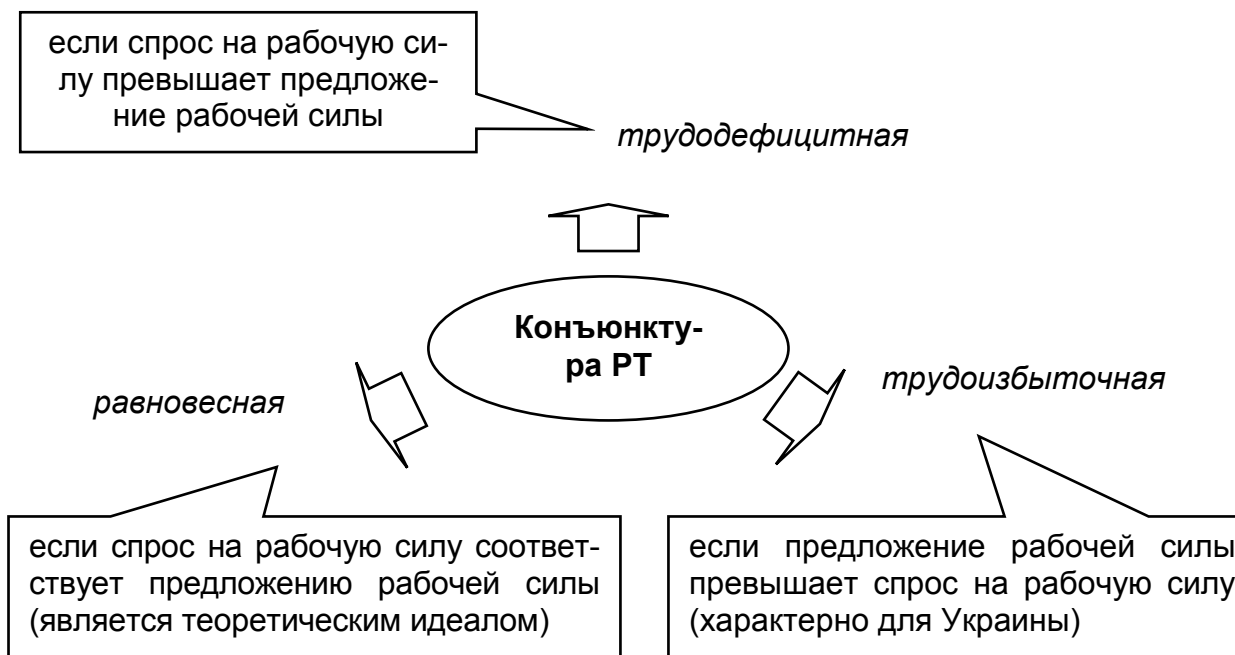 если спрос на рабочую си-
лу превышает предложе-
ние рабочей силы
трудодефицитная
Конъюнкту-
ра РТ
равновесная
трудоизбыточная
если спрос на рабочую силу соответ-
ствует предложению рабочей силы
(является теоретическим идеалом)
если предложение рабочей силы
превышает спрос на рабочую силу
(характерно для Украины)